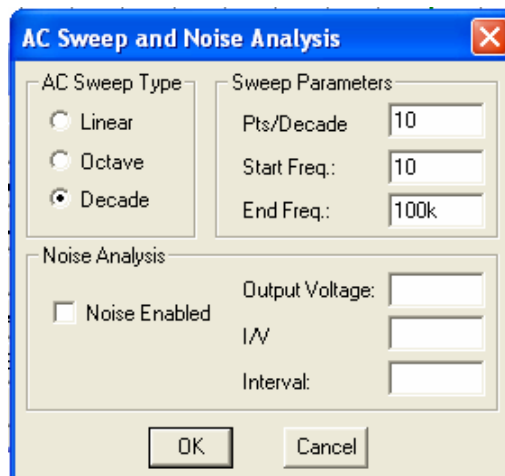 AC Sweep and Noise Analysis
AC Sweep Type
Linear
Octave
Decade
Sweep Parameters
Pts/Decade 10
Start Freq.: 10
End Freq.: 100k
Noise Analysis
Noise Enabled
Output Voltage:
I/V
Interval:
OK
Cancel